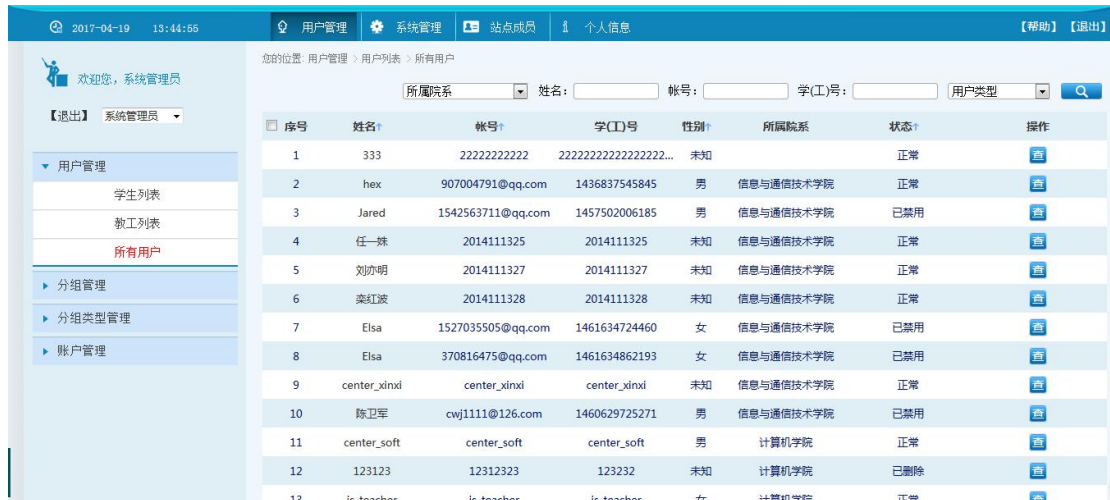 2017-04-19 13:44:55 用户管理 系统管理 站点成员 个人信息 【帮助】 【退出】
欢迎您，系统管理员
【退出】 系统管理员
用户管理
学生列表
教工列表
所有用户
分组管理
分组类型管理
账户管理
您的位置: 用户管理 > 用户列表 > 所有用户
所属院系 姓名： 帐号： 学(工)号： 用户类型
序号 姓名↑ 帐号↑ 学(工)号 性别↑ 所属院系 状态↑ 操作
1 333 22222222222 22222222222222222... 未知 正常 查
2 hex 907004791@qq.com 1436837545845 男 信息与通信技术学院 正常 查
3 Jared 1542563711@qq.com 1457502006185 男 信息与通信技术学院 已禁用 查
4 任一姝 2014111325 2014111325 未知 信息与通信技术学院 正常 查
5 刘亦明 2014111327 2014111327 未知 信息与通信技术学院 正常 查
6 栾红波 2014111328 2014111328 未知 信息与通信技术学院 正常 查
7 Elsa 1527035505@qq.com 1461634724460 女 信息与通信技术学院 已禁用 查
8 Elsa 370816475@qq.com 1461634862193 女 信息与通信技术学院 已禁用 查
9 center_xinxi center_xinxi center_xinxi 未知 信息与通信技术学院 正常 查
10 陈卫军 cwj1111@126.com 1460629725271 男 信息与通信技术学院 已禁用 查
11 center_soft center_soft center_soft 男 计算机学院 正常 查
12 123123 12312323 123232 未知 计算机学院 已删除 查
13 js_teacher js_teacher js_teacher 女 计算机学院 正常 查